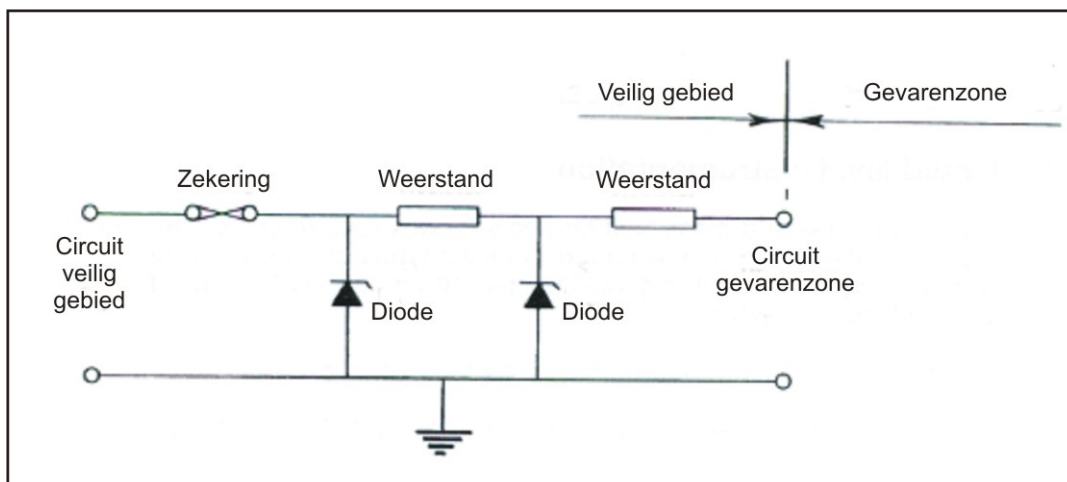 Veilig gebied
Gevarenzone
Zekering
Weerstand
Weerstand
Circuit
veilig
gebied
Diode
Diode
Circuit
gevarenzone